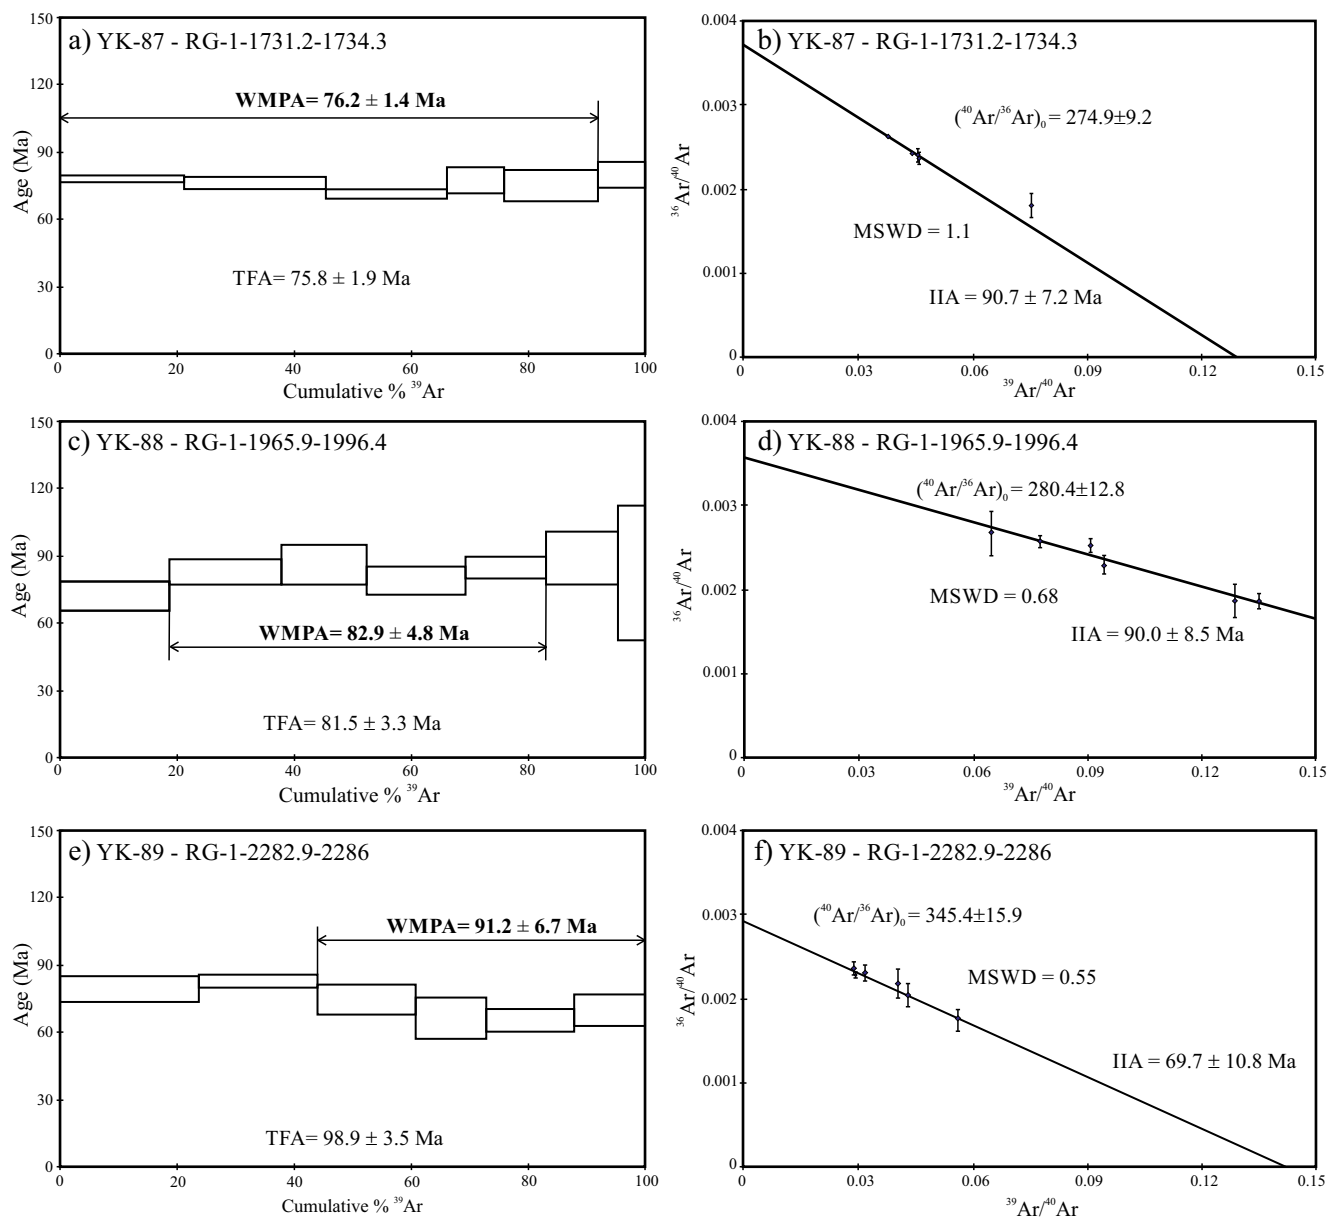 a) YK-87 - RG-1-1731.2-1734.3
150
120
90
60
30
0
Age (Ma)
WMPA= 76.2 ± 1.4 Ma
TFA= 75.8 ± 1.9 Ma
0 20 40 60 80 100
Cumulative % ³⁹Ar
b) YK-87 - RG-1-1731.2-1734.3
0.004
0.003
0.002
0.001
0
³⁶Ar/⁴⁰Ar
(⁴⁰Ar/³⁶Ar)₀ = 274.9±9.2
MSWD = 1.1
IIA = 90.7 ± 7.2 Ma
0 0.03 0.06 0.09 0.12 0.15
³⁹Ar/⁴⁰Ar
c) YK-88 - RG-1-1965.9-1996.4
150
120
90
60
30
0
Age (Ma)
WMPA= 82.9 ± 4.8 Ma
TFA= 81.5 ± 3.3 Ma
0 20 40 60 80 100
Cumulative % ³⁹Ar
d) YK-88 - RG-1-1965.9-1996.4
0.004
0.003
0.002
0.001
0
³⁶Ar/⁴⁰Ar
(⁴⁰Ar/³⁶Ar)₀ = 280.4±12.8
MSWD = 0.68
IIA = 90.0 ± 8.5 Ma
0 0.03 0.06 0.09 0.12 0.15
³⁹Ar/⁴⁰Ar
e) YK-89 - RG-1-2282.9-2286
150
120
90
60
30
0
Age (Ma)
WMPA= 91.2 ± 6.7 Ma
TFA= 98.9 ± 3.5 Ma
0 20 40 60 80 100
Cumulative % ³⁹Ar
f) YK-89 - RG-1-2282.9-2286
0.004
0.003
0.002
0.001
0
³⁶Ar/⁴⁰Ar
(⁴⁰Ar/³⁶Ar)₀ = 345.4±15.9
MSWD = 0.55
IIA = 69.7 ± 10.8 Ma
0 0.03 0.06 0.09 0.12 0.15
³⁹Ar/⁴⁰Ar